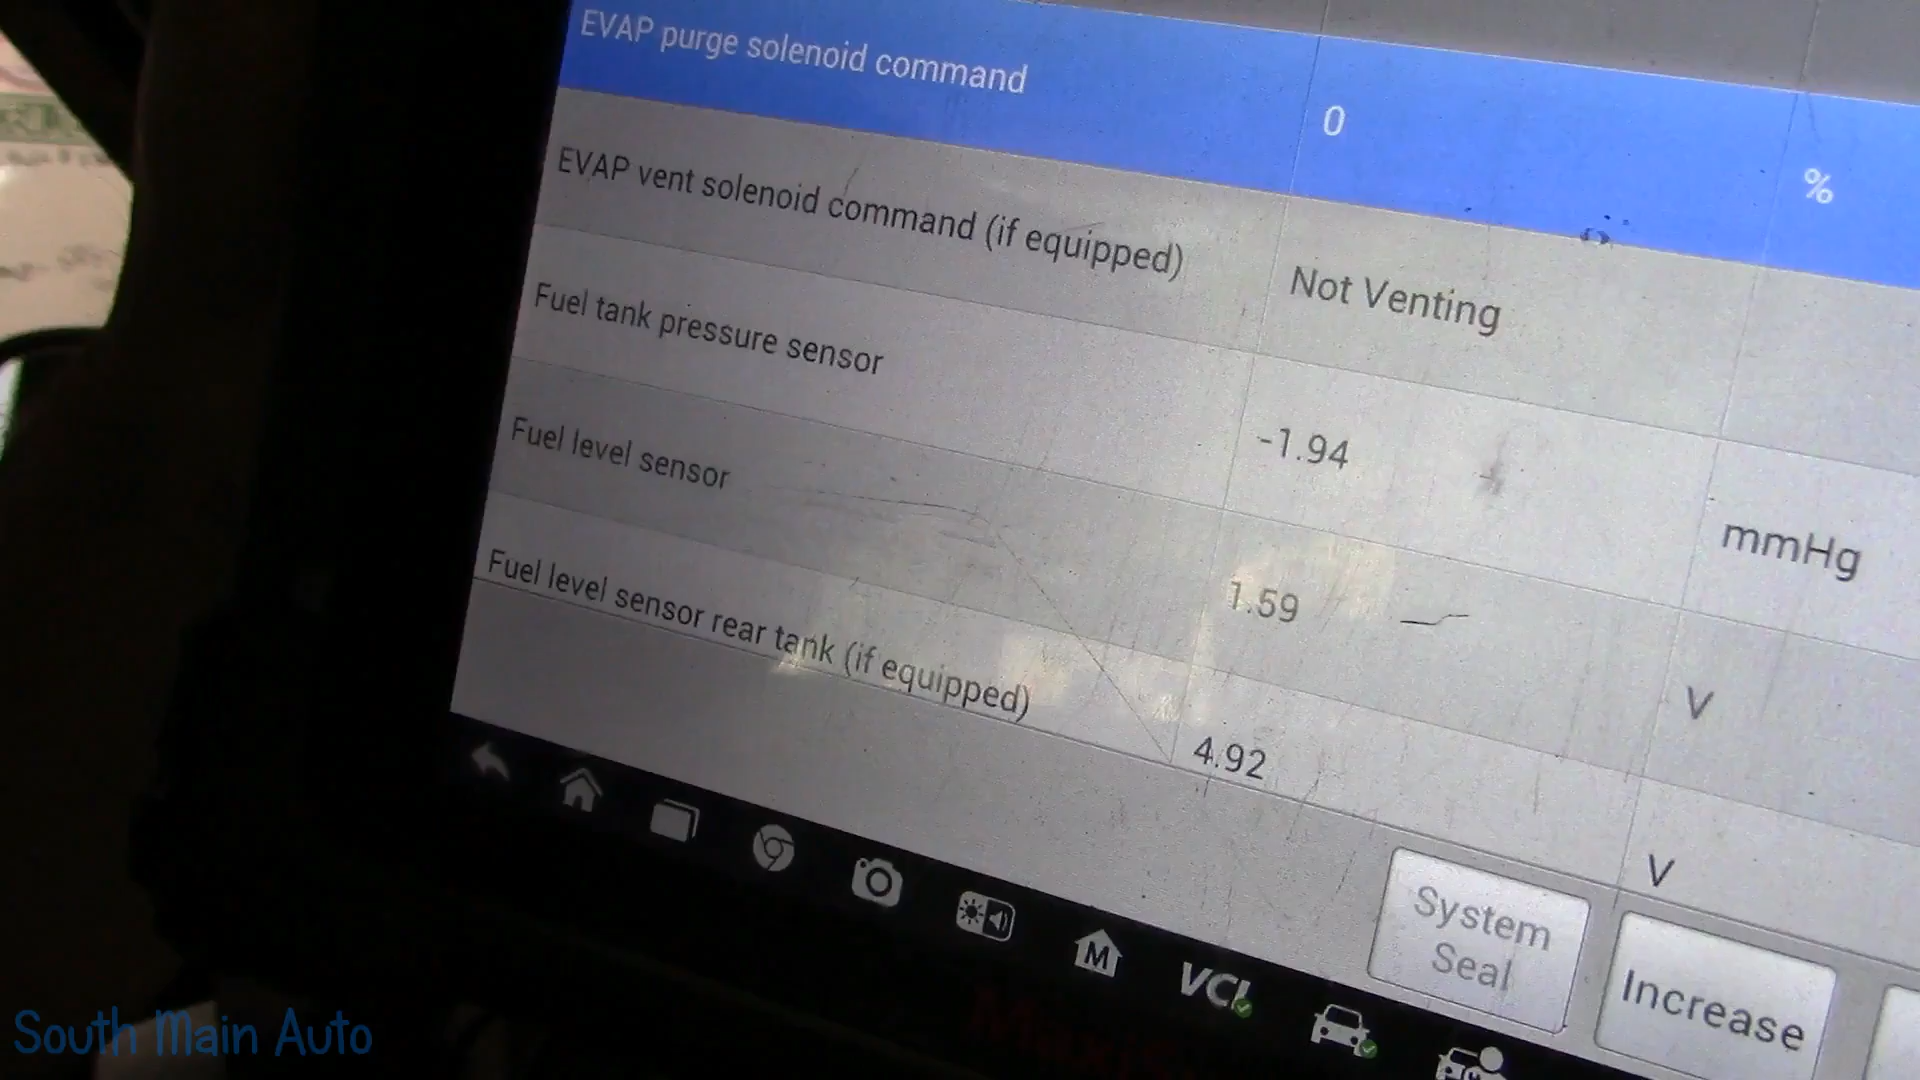 EVAP purge solenoid command
0
%
EVAP vent solenoid command (if equipped)
Not Venting
Fuel tank pressure sensor
-1.94
mmHg
Fuel level sensor
1.59
V
Fuel level sensor rear tank (if equipped)
4.92
V
System
Seal
Increase
M
VCI
South Main Auto